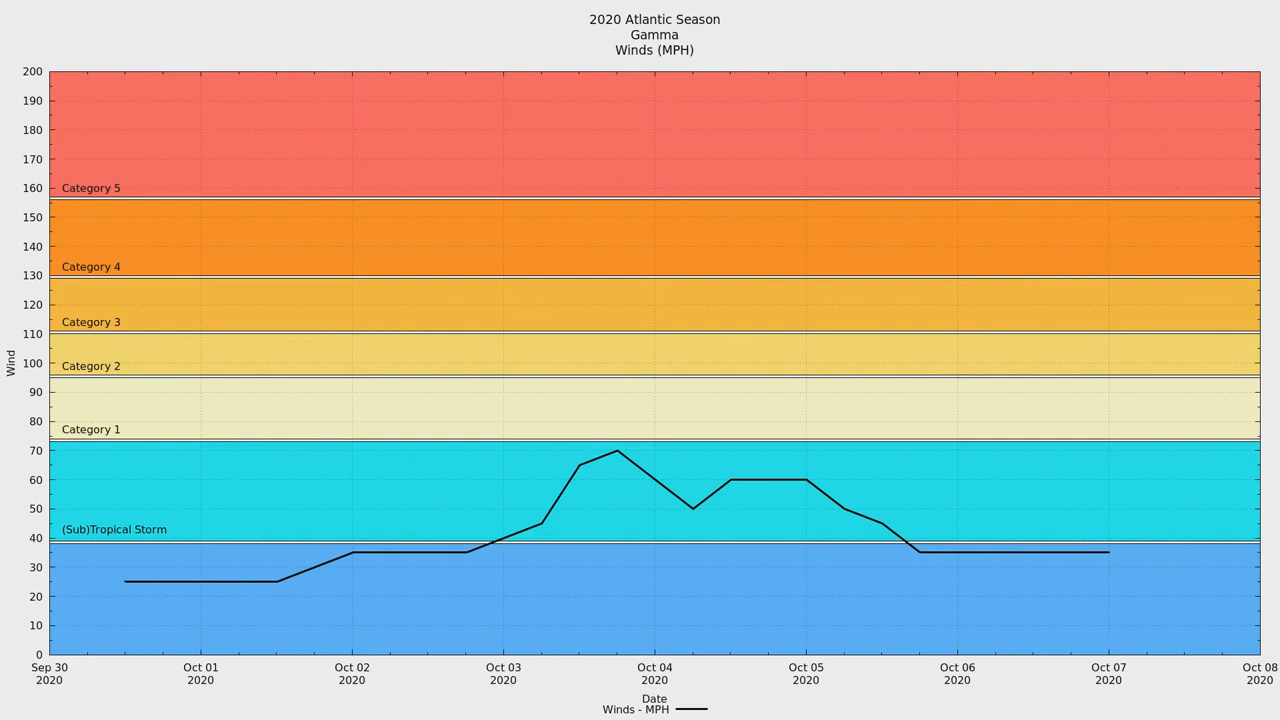 2020 Atlantic Season
Gamma
Winds (MPH)
200
190
180
170
160
150
140
130
120
110
100
90
80
70
60
50
40
30
20
10
0
Wind
Category 5
Category 4
Category 3
Category 2
Category 1
(Sub)Tropical Storm
Sep 30 Oct 01 Oct 02 Oct 03 Oct 04 Oct 05 Oct 06 Oct 07 Oct 08
2020 2020 2020 2020 2020 2020 2020 2020 2020
Date
Winds - MPH